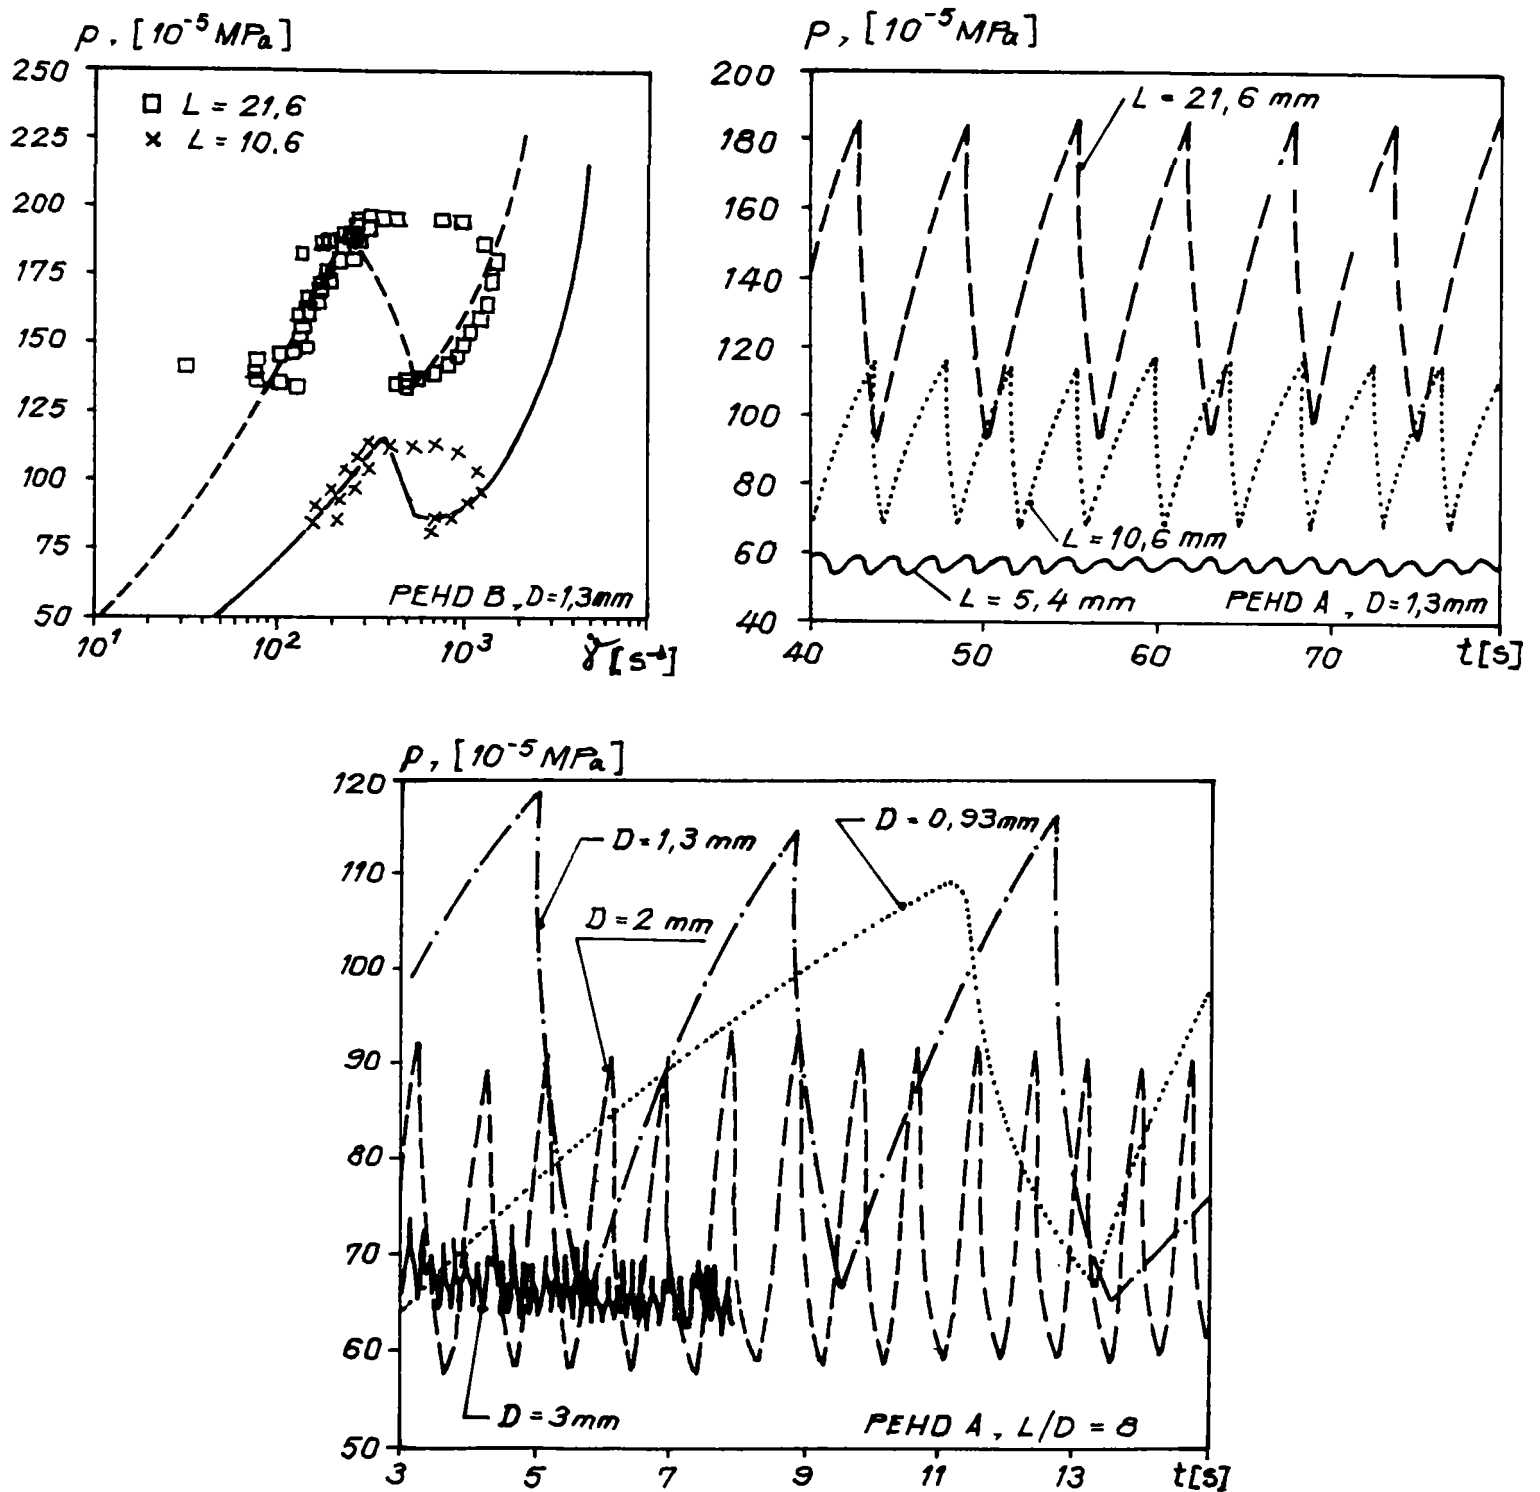 p, [10⁻⁵ MPa]
250
225
200
175
150
125
100
75
50
□ L = 21,6
× L = 10,6
PEHD B, D=1,3mm
10¹ 10² 10³ γ̇ [s⁻¹]
p, [10⁻⁵ MPa]
200
180
160
140
120
100
80
60
40
L = 21,6 mm
L = 10,6 mm
L = 5,4 mm
PEHD A, D=1,3mm
40 50 60 70 t[s]
p, [10⁻⁵ MPa]
120
110
100
90
80
70
60
50
D=1,3 mm
D=0,93mm
D=2 mm
D=3mm
PEHD A, L/D=8
3 5 7 9 11 13 t[s]